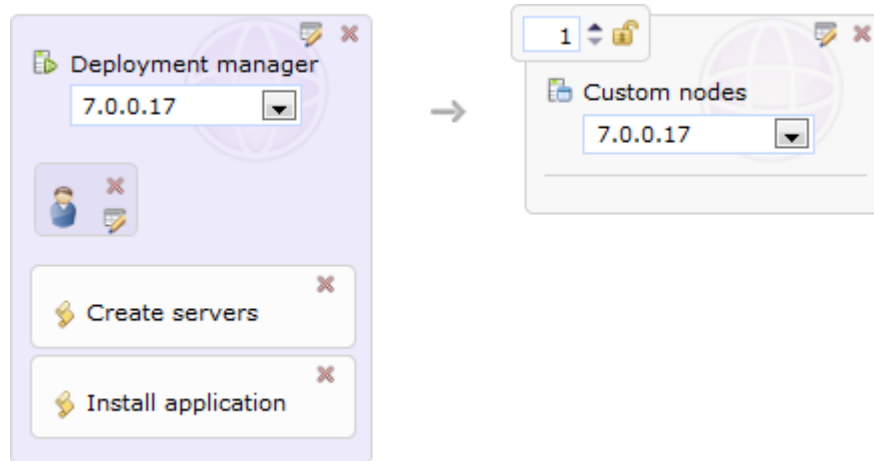 Deployment manager
7.0.0.17
Create servers
Install application
1
Custom nodes
7.0.0.17